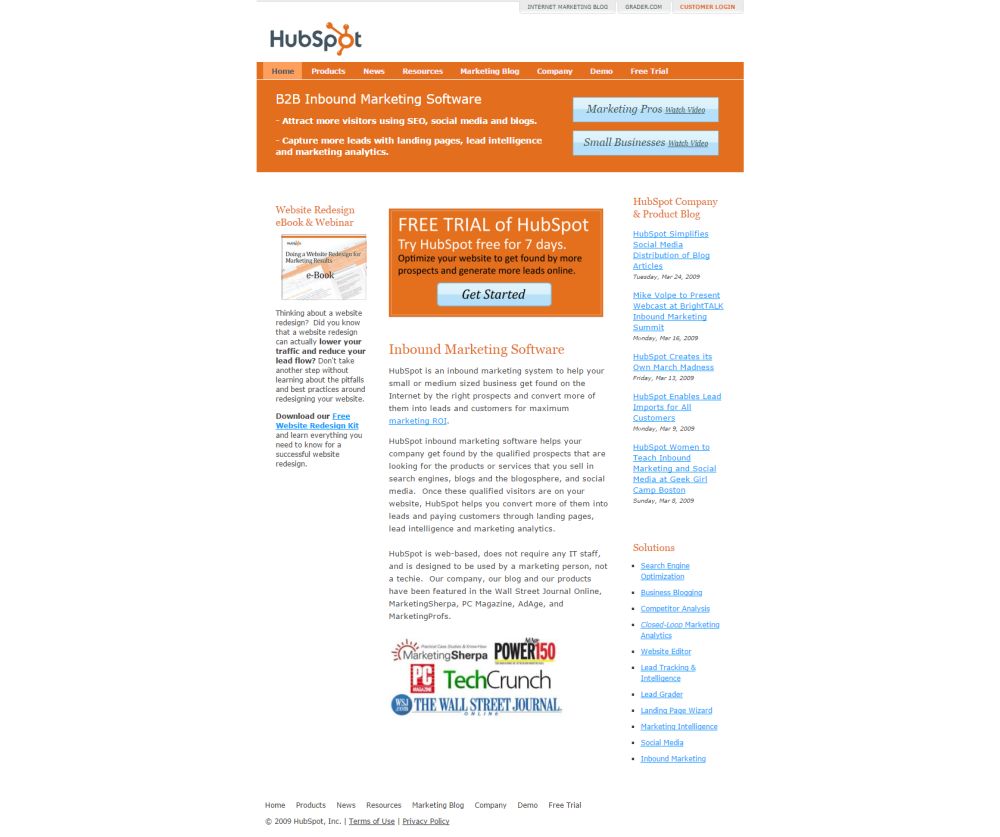 INTERNET MARKETING BLOG
GRADER.COM
CUSTOMER LOGIN
HubSpot
Home
Products
News
Resources
Marketing Blog
Company
Demo
Free Trial
B2B Inbound Marketing Software
- Attract more visitors using SEO, social media and blogs.
- Capture more leads with landing pages, lead intelligence
and marketing analytics.
Marketing Pros Watch Video
Small Businesses Watch Video
Website Redesign
eBook & Webinar
HubSpot
Doing a Website Redesign for
Marketing Results
e-Book
Thinking about a website
redesign?  Did you know
that a website redesign
can actually lower your
traffic and reduce your
lead flow? Don't take
another step without
learning about the pitfalls
and best practices around
redesigning your website.
Download our Free
Website Redesign Kit
and learn everything you
need to know for a
successful website
redesign.
FREE TRIAL of HubSpot
Try HubSpot free for 7 days.
Optimize your website to get found by more
prospects and generate more leads online.
Get Started
Inbound Marketing Software
HubSpot is an inbound marketing system to help your
small or medium sized business get found on the
Internet by the right prospects and convert more of
them into leads and customers for maximum
marketing ROI.
HubSpot inbound marketing software helps your
company get found by the qualified prospects that are
looking for the products or services that you sell in
search engines, blogs and the blogosphere, and social
media.  Once these qualified visitors are on your
website, HubSpot helps you convert more of them into
leads and paying customers through landing pages,
lead intelligence and marketing analytics.
HubSpot is web-based, does not require any IT staff,
and is designed to be used by a marketing person, not
a techie.  Our company, our blog and our products
have been featured in the Wall Street Journal Online,
MarketingSherpa, PC Magazine, AdAge, and
MarketingProfs.
Practical Case Studies & Know-How
MarketingSherpa
AdAge
POWER150
PC
MAGAZINE
TechCrunch
WSJ
.com
THE WALL STREET JOURNAL
ONLINE
HubSpot Company
& Product Blog
HubSpot Simplifies
Social Media
Distribution of Blog
Articles
Tuesday, Mar 24, 2009
Mike Volpe to Present
Webcast at BrightTALK
Inbound Marketing
Summit
Monday, Mar 16, 2009
HubSpot Creates its
Own March Madness
Friday, Mar 13, 2009
HubSpot Enables Lead
Imports for All
Customers
Monday, Mar 9, 2009
HubSpot Women to
Teach Inbound
Marketing and Social
Media at Geek Girl
Camp Boston
Sunday, Mar 8, 2009
Solutions
Search Engine
Optimization
Business Blogging
Competitor Analysis
Closed-Loop Marketing
Analytics
Website Editor
Lead Tracking &
Intelligence
Lead Grader
Landing Page Wizard
Marketing Intelligence
Social Media
Inbound Marketing
Home
Products
News
Resources
Marketing Blog
Company
Demo
Free Trial
© 2009 HubSpot, Inc. | Terms of Use | Privacy Policy